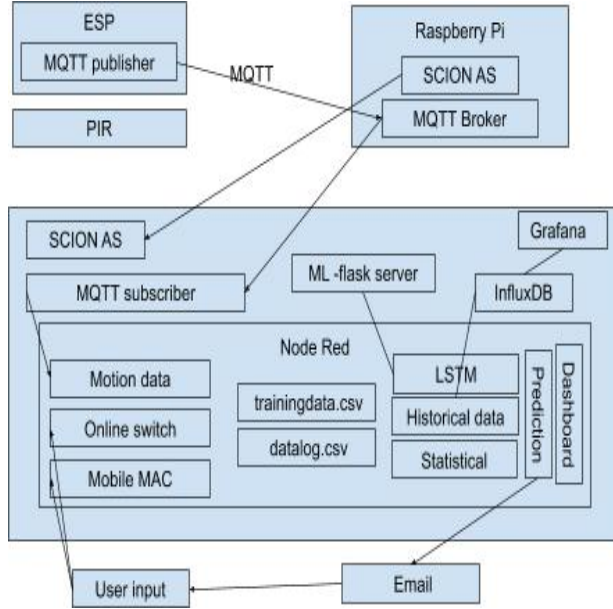 ESP
MQTT publisher
PIR
MQTT
Raspberry Pi
SCION AS
MQTT Broker
SCION AS
MQTT subscriber
ML -flask server
Grafana
InfluxDB
Node Red
Motion data
Online switch
Mobile MAC
trainingdata.csv
datalog.csv
LSTM
Historical data
Statistical
Prediction
Dashboard
User input
Email